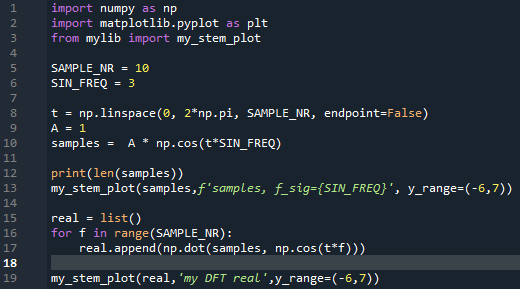 1 import numpy as np
2 import matplotlib.pyplot as plt
3 from mylib import my_stem_plot
4
5 SAMPLE_NR = 10
6 SIN_FREQ = 3
7
8 t = np.linspace(0, 2*np.pi, SAMPLE_NR, endpoint=False)
9 A = 1
10 samples =  A * np.cos(t*SIN_FREQ)
11
12 print(len(samples))
13 my_stem_plot(samples,f'samples, f_sig={SIN_FREQ}', y_range=(-6,7))
14
15 real = list()
16 for f in range(SAMPLE_NR):
17     real.append(np.dot(samples, np.cos(t*f)))
18
19 my_stem_plot(real,'my DFT real',y_range=(-6,7))